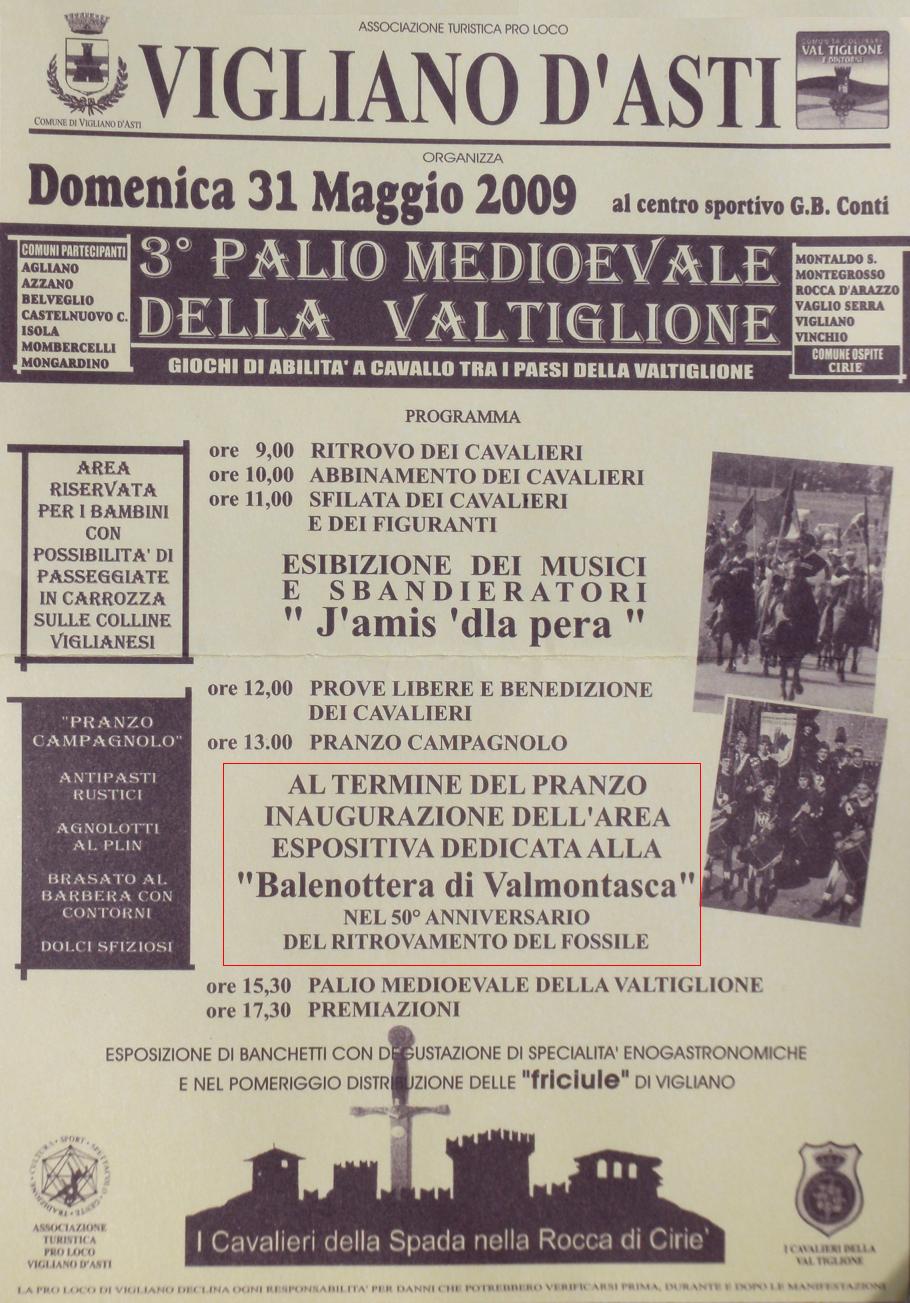 ASSOCIAZIONE TURISTICA PRO LOCO
VIGLIANO D'ASTI
COMUNE DI VIGLIANO D'ASTI
COMUNITÀ COLLINARE
VAL TIGLIONE
E DINTORNI
ORGANIZZA
Domenica 31 Maggio 2009 al centro sportivo G.B. Conti
COMUNI PARTECIPANTI
AGLIANO
AZZANO
BELVEGLIO
CASTELNUOVO C.
ISOLA
MOMBERCELLI
MONGARDINO
3° PALIO MEDIOEVALE
DELLA VALTIGLIONE
GIOCHI DI ABILITA' A CAVALLO TRA I PAESI DELLA VALTIGLIONE
MONTALDO S.
MONTEGROSSO
ROCCA D'ARAZZO
VAGLIO SERRA
VIGLIANO
VINCHIO
COMUNE OSPITE
CIRIE'
PROGRAMMA
ore 9,00 RITROVO DEI CAVALIERI
ore 10,00 ABBINAMENTO DEI CAVALIERI
ore 11,00 SFILATA DEI CAVALIERI
E DEI FIGURANTI
ESIBIZIONE DEI MUSICI
E SBANDIERATORI
" J'amis 'dla pera "
AREA
RISERVATA
PER I BAMBINI
CON
POSSIBILITA' DI
PASSEGGIATE
IN CARROZZA
SULLE COLLINE
VIGLIANESI
ore 12,00 PROVE LIBERE E BENEDIZIONE
DEI CAVALIERI
ore 13.00 PRANZO CAMPAGNOLO
"PRANZO
CAMPAGNOLO"
ANTIPASTI
RUSTICI
AGNOLOTTI
AL PLIN
BRASATO AL
BARBERA CON
CONTORNI
DOLCI SFIZIOSI
AL TERMINE DEL PRANZO
INAUGURAZIONE DELL'AREA
ESPOSITIVA DEDICATA ALLA
"Balenottera di Valmontasca"
NEL 50° ANNIVERSARIO
DEL RITROVAMENTO DEL FOSSILE
ore 15,30 PALIO MEDIOEVALE DELLA VALTIGLIONE
ore 17,30 PREMIAZIONI
ESPOSIZIONE DI BANCHETTI CON DEGUSTAZIONE DI SPECIALITA' ENOGASTRONOMICHE
E NEL POMERIGGIO DISTRIBUZIONE DELLE "friciule" DI VIGLIANO
CULTURA • SPORT • SPETTACOLO • GENTE • TRADIZIONE
ASSOCIAZIONE
TURISTICA
PRO LOCO
VIGLIANO D'ASTI
I Cavalieri della Spada nella Rocca di Cirie'
I CAVALIERI DELLA
VAL TIGLIONE
LA PRO LOCO DI VIGLIANO DECLINA OGNI RESPONSABILITA' PER DANNI CHE POTREBBERO VERIFICARSI PRIMA, DURANTE E DOPO LE MANIFESTAZIONI